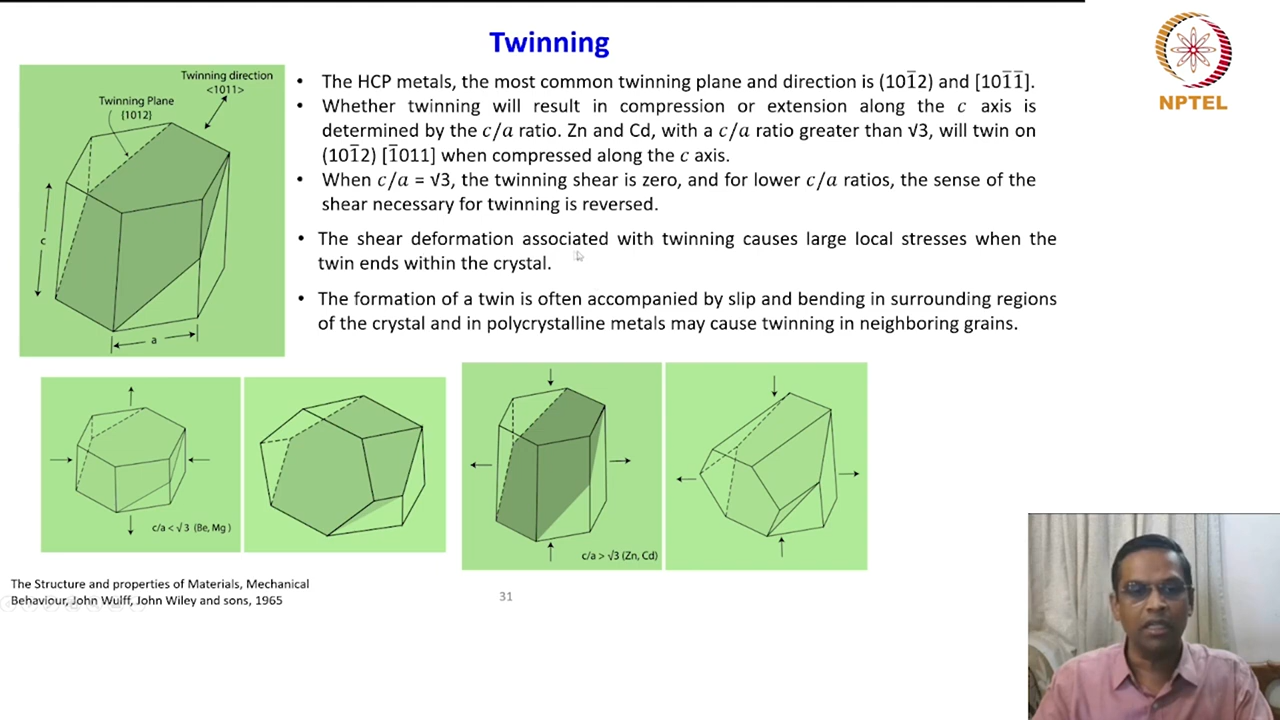 Twinning
NPTEL
Twinning direction
<1011>
Twinning Plane
{1012}
c
a
• The HCP metals, the most common twinning plane and direction is (101̄2) and [101̄1̄].
• Whether twinning will result in compression or extension along the c axis is
determined by the c/a ratio. Zn and Cd, with a c/a ratio greater than √3, will twin on
(101̄2) [1̄011] when compressed along the c axis.
• When c/a = √3, the twinning shear is zero, and for lower c/a ratios, the sense of the
shear necessary for twinning is reversed.
• The shear deformation associated with twinning causes large local stresses when the
twin ends within the crystal.
• The formation of a twin is often accompanied by slip and bending in surrounding regions
of the crystal and in polycrystalline metals may cause twinning in neighboring grains.
c/a < √3 (Be, Mg)
c/a > √3 (Zn, Cd)
The Structure and properties of Materials, Mechanical
Behaviour, John Wulff, John Wiley and sons, 1965
31